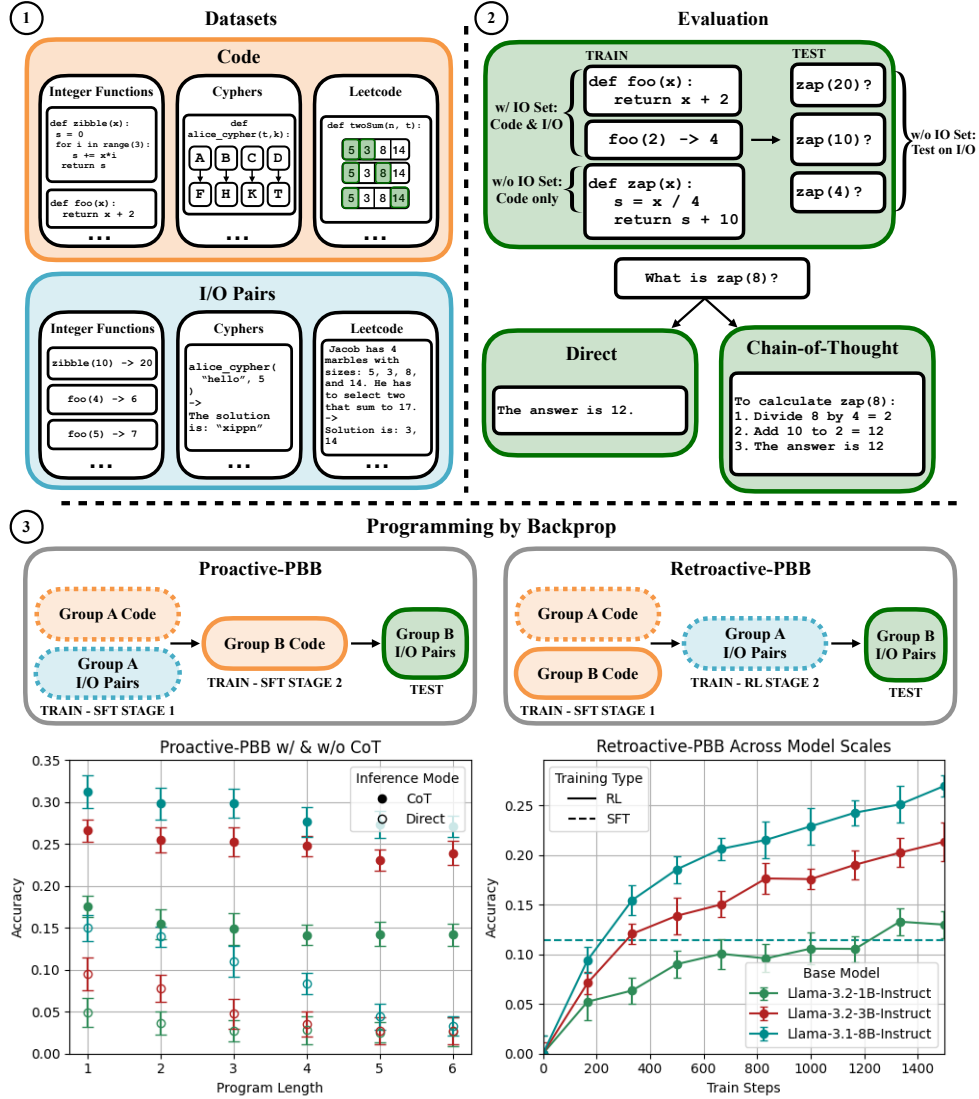 1
Datasets
Code
Integer Functions
def zibble(x):
s = 0
for i in range(3):
s += x*i
return s
def foo(x):
return x + 2
...
Cyphers
def
alice_cypher(t,k):
A B C D
F H K T
...
Leetcode
def twoSum(n, t):
5 3 8 14
5 3 8 14
5 3 8 14
...
I/O Pairs
Integer Functions
zibble(10) -> 20
foo(4) -> 6
foo(5) -> 7
...
Cyphers
alice_cypher(
“hello”, 5
)
->
The solution
is: “xippn”
...
Leetcode
Jacob has 4
marbles with
sizes: 5, 3, 8,
and 14. He has
to select two
that sum to 17.
->
Solution is: 3,
14
...
2
Evaluation
TRAIN
TEST
w/ IO Set:
Code & I/O
def foo(x):
return x + 2
foo(2) -> 4
w/o IO Set:
Code only
def zap(x):
s = x / 4
return s + 10
zap(20)?
zap(10)?
zap(4)?
w/o IO Set:
Test on I/O
What is zap(8)?
Direct
The answer is 12.
Chain-of-Thought
To calculate zap(8):
1. Divide 8 by 4 = 2
2. Add 10 to 2 = 12
3. The answer is 12
3
Programming by Backprop
Proactive-PBB
Group A Code
Group A
I/O Pairs
TRAIN - SFT STAGE 1
Group B Code
TRAIN - SFT STAGE 2
Group B
I/O Pairs
TEST
Retroactive-PBB
Group A Code
Group B Code
TRAIN - SFT STAGE 1
Group A
I/O Pairs
TRAIN - RL STAGE 2
Group B
I/O Pairs
TEST
Proactive-PBB w/ & w/o CoT
Inference Mode
CoT
Direct
Accuracy
0.35
0.30
0.25
0.20
0.15
0.10
0.05
0.00
1 2 3 4 5 6
Program Length
Retroactive-PBB Across Model Scales
Training Type
RL
SFT
Accuracy
0.25
0.20
0.15
0.10
0.05
0.00
Base Model
Llama-3.2-1B-Instruct
Llama-3.2-3B-Instruct
Llama-3.1-8B-Instruct
0 200 400 600 800 1000 1200 1400
Train Steps